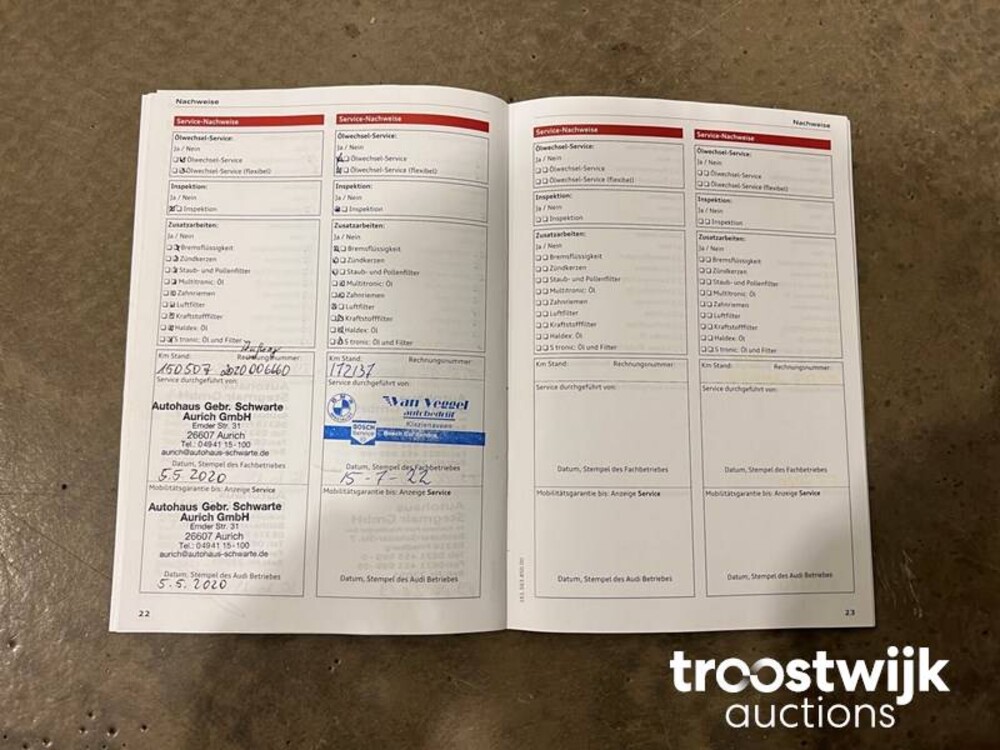 Nachweise
Service-Nachweise
Ölwechsel-Service:
Ja / Nein
Ölwechsel-Service
Ölwechsel-Service (flexibel)
Inspektion:
Ja / Nein
Inspektion
Zusatzarbeiten:
Ja / Nein
Bremsflüssigkeit
Zündkerzen
Staub- und Pollenfilter
Multitronic: Öl
Zahnriemen
Luftfilter
Kraftstofffilter
Haldex: Öl
S tronic: Öl und Filter
Km Stand: Rechnungsnummer:
150507 2020006460
Service durchgeführt von:
Autohaus Gebr. Schwarte
Aurich GmbH
Emder Str. 31
26607 Aurich
Tel.: 04941 15-100
aurich@autohaus-schwarte.de
Datum, Stempel des Fachbetriebes
5.5.2020
Mobilitätsgarantie bis: Anzeige Service
Autohaus Gebr. Schwarte
Aurich GmbH
Emder Str. 31
26607 Aurich
Tel.: 04941 15-100
aurich@autohaus-schwarte.de
Datum, Stempel des Audi Betriebes
5.5.2020
22
Service-Nachweise
Ölwechsel-Service:
Ja / Nein
Ölwechsel-Service
Ölwechsel-Service (flexibel)
Inspektion:
Ja / Nein
Inspektion
Zusatzarbeiten:
Ja / Nein
Bremsflüssigkeit
Zündkerzen
Staub- und Pollenfilter
Multitronic: Öl
Zahnriemen
Luftfilter
Kraftstofffilter
Haldex: Öl
S tronic: Öl und Filter
Km Stand: Rechnungsnummer:
172137
Service durchgeführt von:
BMW
Van Veggel
autobedrijf
BOSCH
Service
Bosch Car Service
Datum, Stempel des Fachbetriebes
15-7-22
Mobilitätsgarantie bis: Anzeige Service
Datum, Stempel des Audi Betriebes
Nachweise
Service-Nachweise
Ölwechsel-Service:
Ja / Nein
Ölwechsel-Service
Ölwechsel-Service (flexibel)
Inspektion:
Ja / Nein
Inspektion
Zusatzarbeiten:
Ja / Nein
Bremsflüssigkeit
Zündkerzen
Staub- und Pollenfilter
Multitronic: Öl
Zahnriemen
Luftfilter
Kraftstofffilter
Haldex: Öl
S tronic: Öl und Filter
Km Stand: Rechnungsnummer:
Service durchgeführt von:
Datum, Stempel des Fachbetriebes
Mobilitätsgarantie bis: Anzeige Service
Datum, Stempel des Audi Betriebes
Service-Nachweise
Ölwechsel-Service:
Ja / Nein
Ölwechsel-Service
Ölwechsel-Service (flexibel)
Inspektion:
Ja / Nein
Inspektion
Zusatzarbeiten:
Ja / Nein
Bremsflüssigkeit
Zündkerzen
Staub- und Pollenfilter
Multitronic: Öl
Zahnriemen
Luftfilter
Kraftstofffilter
Haldex: Öl
S tronic: Öl und Filter
Km Stand: Rechnungsnummer:
Service durchgeführt von:
Datum, Stempel des Fachbetriebes
Mobilitätsgarantie bis: Anzeige Service
Datum, Stempel des Audi Betriebes
23
troostwijk
auctions